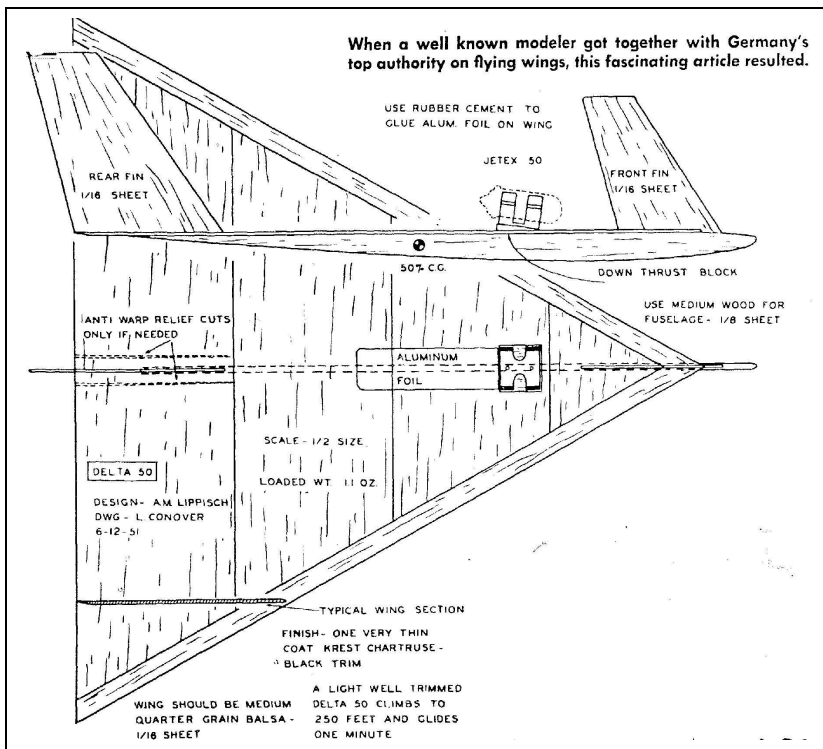 When a well known modeler got together with Germany's
top authority on flying wings, this fascinating article resulted.
USE RUBBER CEMENT TO
GLUE ALUM. FOIL ON WING
JETEX 50
REAR FIN
1/16 SHEET
FRONT FIN
1/16 SHEET
50% C.G.
DOWN THRUST BLOCK
ANTI WARP RELIEF CUTS
ONLY IF NEEDED
USE MEDIUM WOOD FOR
FUSELAGE - 1/8 SHEET
ALUMINUM
FOIL
SCALE - 1/2 SIZE
DELTA 50
LOADED WT. 1.1 OZ.
DESIGN - A.M. LIPPISCH
DWG - L. CONOVER
6-12-51
TYPICAL WING SECTION
FINISH - ONE VERY THIN
COAT KREST CHARTRUSE -
BLACK TRIM
WING SHOULD BE MEDIUM
QUARTER GRAIN BALSA -
1/16 SHEET
A LIGHT WELL TRIMMED
DELTA 50 CLIMBS TO
250 FEET AND GLIDES
ONE MINUTE